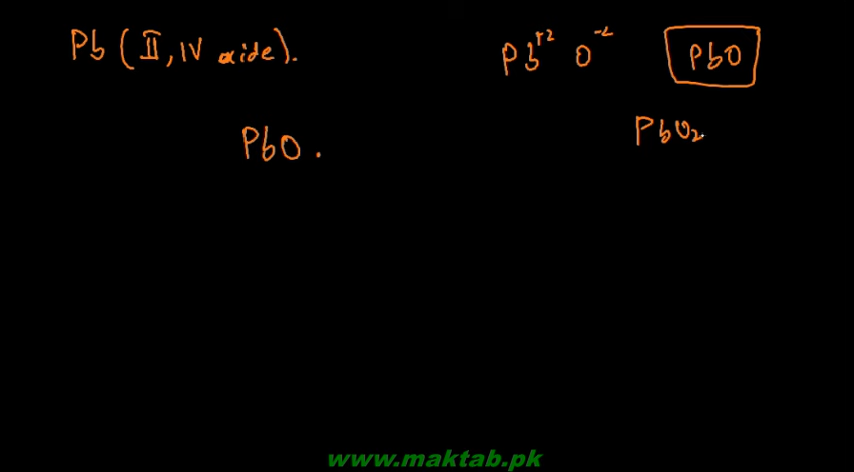 Pb (II, IV oxide).
Pb+2 O-2
PbO
PbO.
PbO2
www.maktab.pk